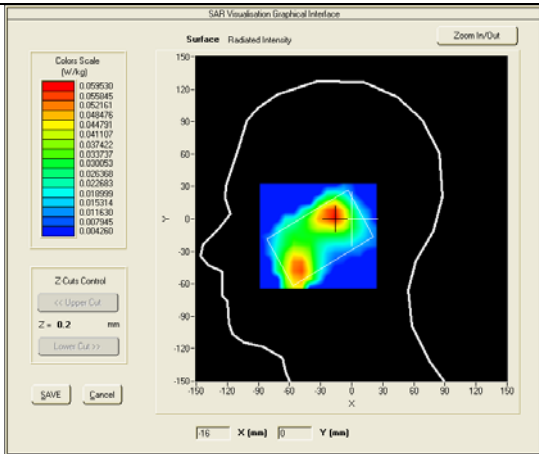 SAR Visualisation Graphical Interface
Surface Radiated Intensity
Zoom In/Out
Colors Scale
(W/kg)
0.059530
0.055845
0.052161
0.048476
0.044791
0.041107
0.037422
0.033737
0.030053
0.026368
0.022683
0.018999
0.015314
0.011630
0.007945
0.004260
Z-Cuts Control
<< Upper Cut
Z = 0.2 mm
Lower Cut >>
SAVE Cancel
150
120
90
60
30
0
-30
-60
-90
-120
-150
Y
-150 -120 -90 -60 -30 0 30 60 90 120 150
X
-16 X (mm) 0 Y (mm)